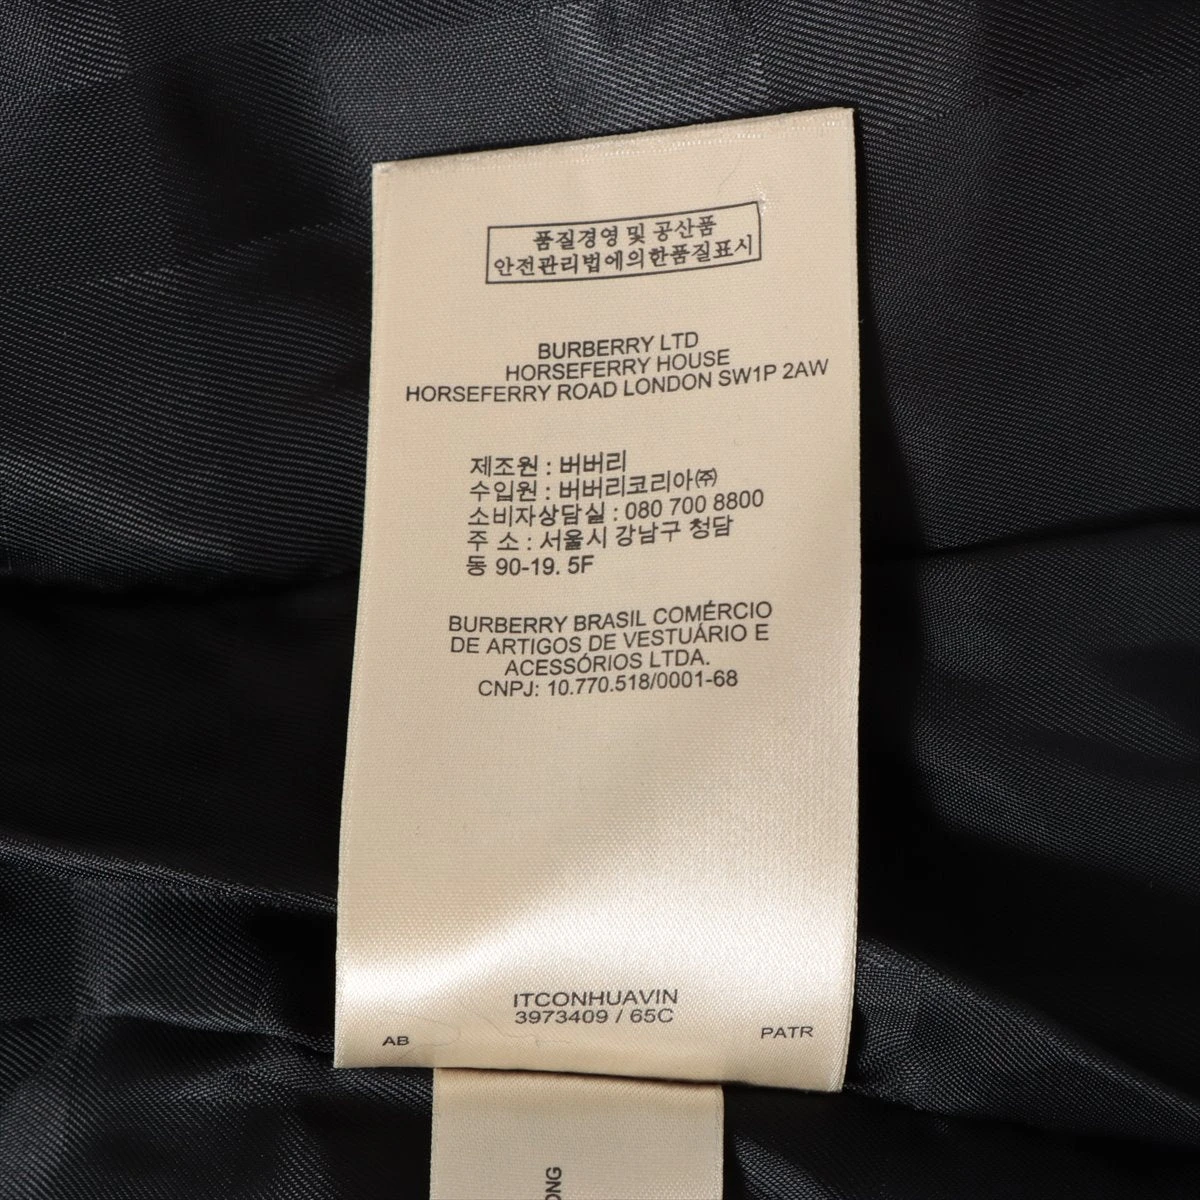 품질경영 및 공산품
안전관리법에의한품질표시
BURBERRY LTD
HORSEFERRY HOUSE
HORSEFERRY ROAD LONDON SW1P 2AW
제조원 : 버버리
수입원 : 버버리코리아㈜
소비자상담실 : 080 700 8800
주 소 : 서울시 강남구 청담
동 90-19. 5F
BURBERRY BRASIL COMÉRCIO
DE ARTIGOS DE VESTUÁRIO E
ACESSÓRIOS LTDA.
CNPJ: 10.770.518/0001-68
ITCONHUAVIN
3973409 / 65C
AB PATR
ONG